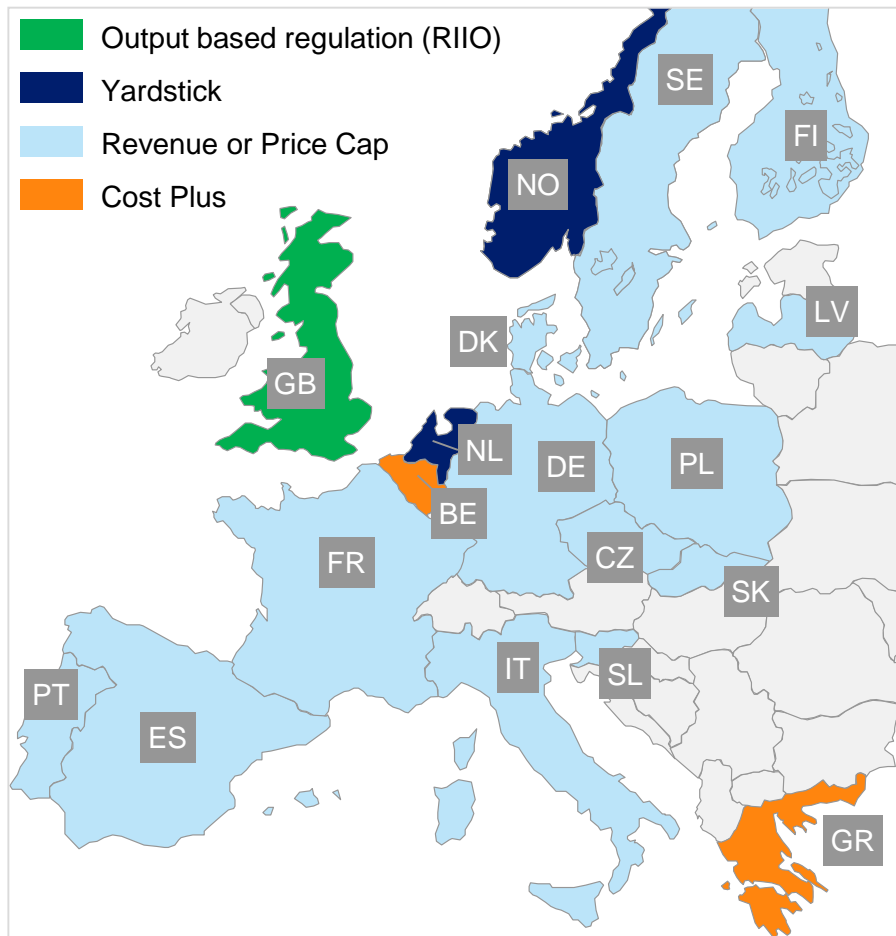 Output based regulation (RIIO)
Yardstick
Revenue or Price Cap
Cost Plus
SE
FI
NO
LV
DK
GB
NL
DE
PL
BE
CZ
FR
SK
IT
SL
PT
ES
GR